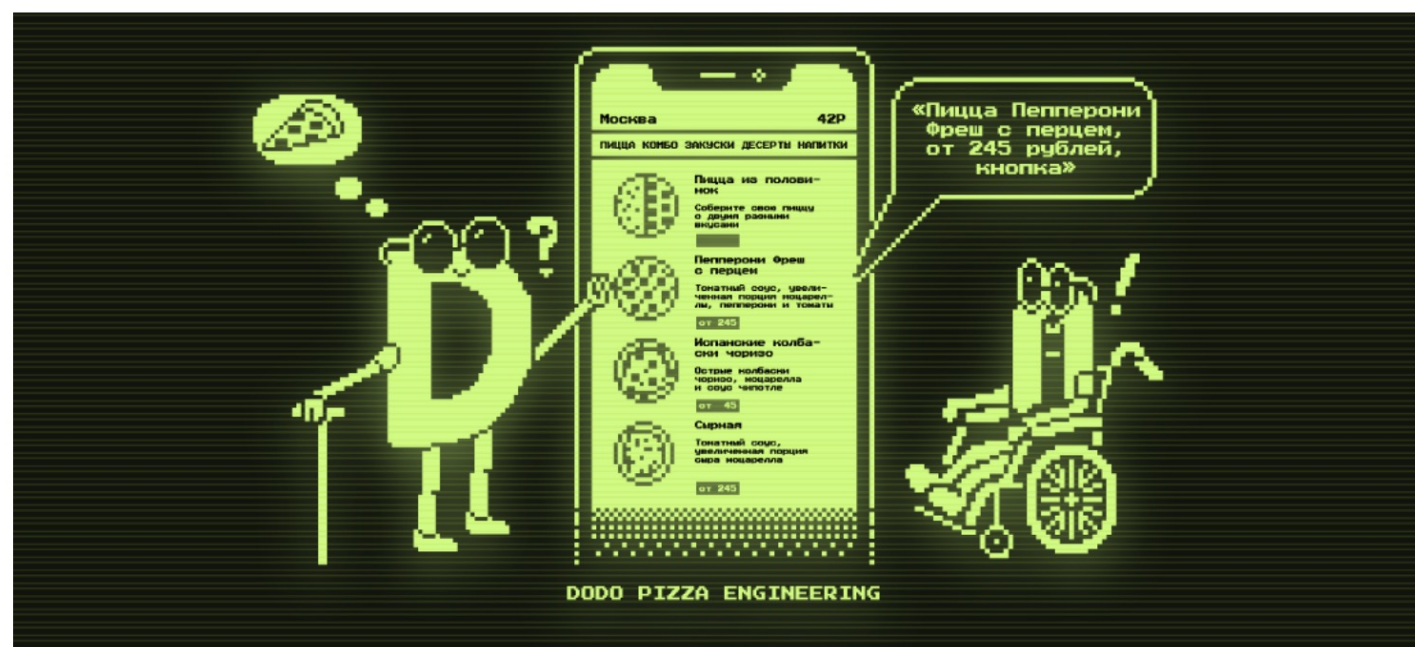 Москва 42Р
ПИЦЦА КОМБО ЗАКУСКИ ДЕСЕРТЫ НАПИТКИ
Пицца из полови-
нок
Соберите свою пиццу
с двумя разными
вкусами
Пепперони Фреш
с перцем
Томатный соус, увели-
ченная порция моцарел-
лы, пепперони и томаты
от 245
Испанские колба-
ски чоризо
Острые колбаски
чоризо, моцарелла
и соус чипотле
от 45
Сырная
Томатный соус,
увеличенная порция
сыра моцарелла
от 245
«Пицца Пепперони
Фреш с перцем,
от 245 рублей,
кнопка»
?
!
DODO PIZZA ENGINEERING